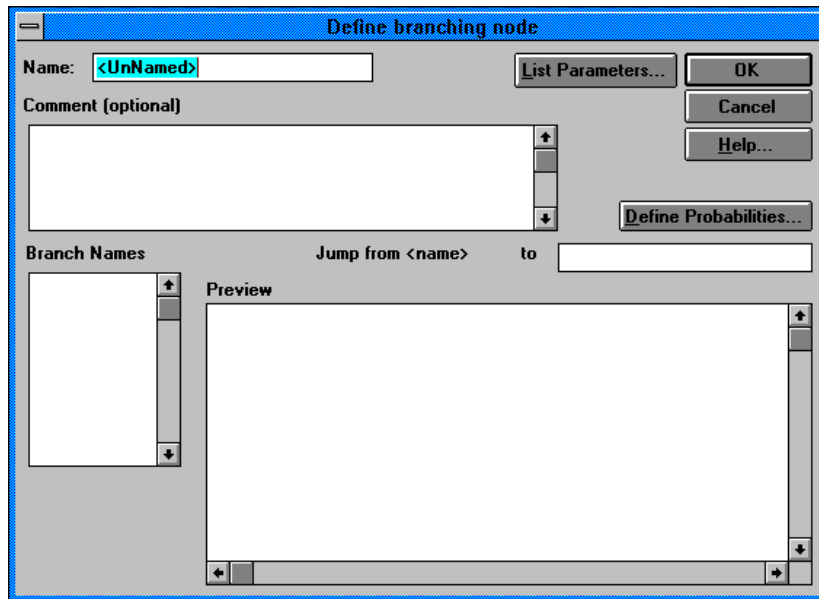 Define branching node
Name: <UnNamed>
List Parameters...
OK
Comment (optional)
Cancel
Help...
Define Probabilities...
Branch Names
Jump from <name> to
Preview